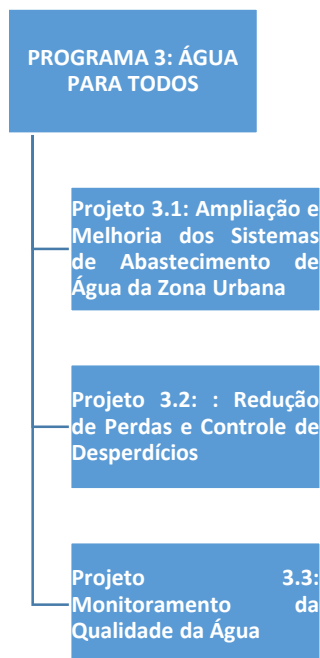 PROGRAMA 3: ÁGUA
PARA TODOS
Projeto 3.1: Ampliação e
Melhoria dos Sistemas
de Abastecimento de
Água da Zona Urbana
Projeto 3.2: : Redução
de Perdas e Controle de
Desperdícios
Projeto 3.3:
Monitoramento da
Qualidade da Água